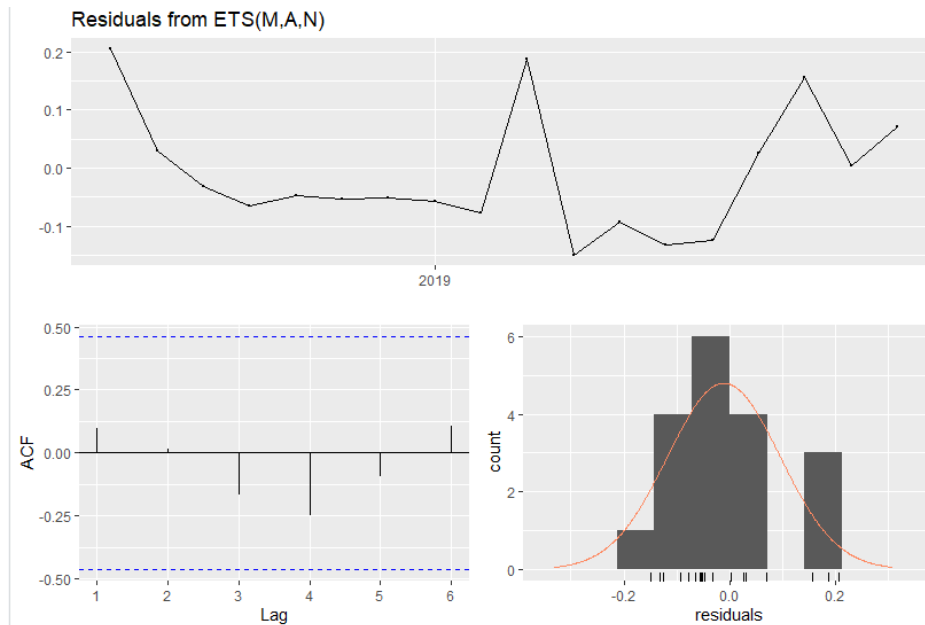 Residuals from ETS(M,A,N)
0.2
0.1
0.0
-0.1
2019
0.50
0.25
0.00
-0.25
-0.50
ACF
1 2 3 4 5 6
Lag
6
4
2
0
count
-0.2 0.0 0.2
residuals